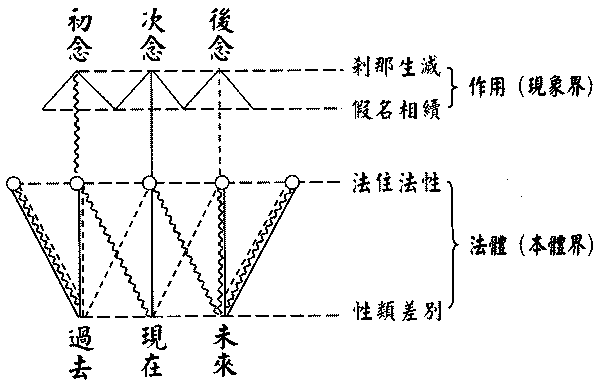 初念
次念
後念
剎那生滅
假名相續
作用（現象界）
法住法性
法體（本體界）
性類差別
過去
現在
未來